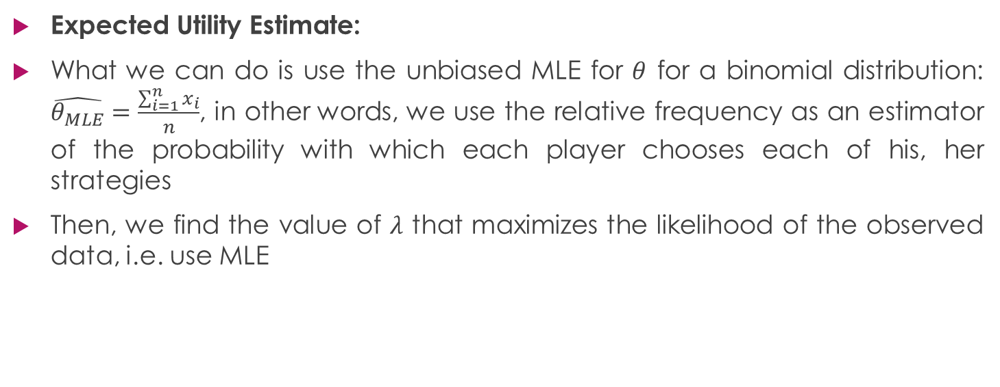 ▶ Expected Utility Estimate:
▶ What we can do is use the unbiased MLE for θ for a binomial distribution:
$\widehat{\theta_{MLE}} = \frac{\sum_{i=1}^{n} x_i}{n}$, in other words, we use the relative frequency as an estimator
of the probability with which each player chooses each of his, her
strategies
▶ Then, we find the value of λ that maximizes the likelihood of the observed
data, i.e. use MLE